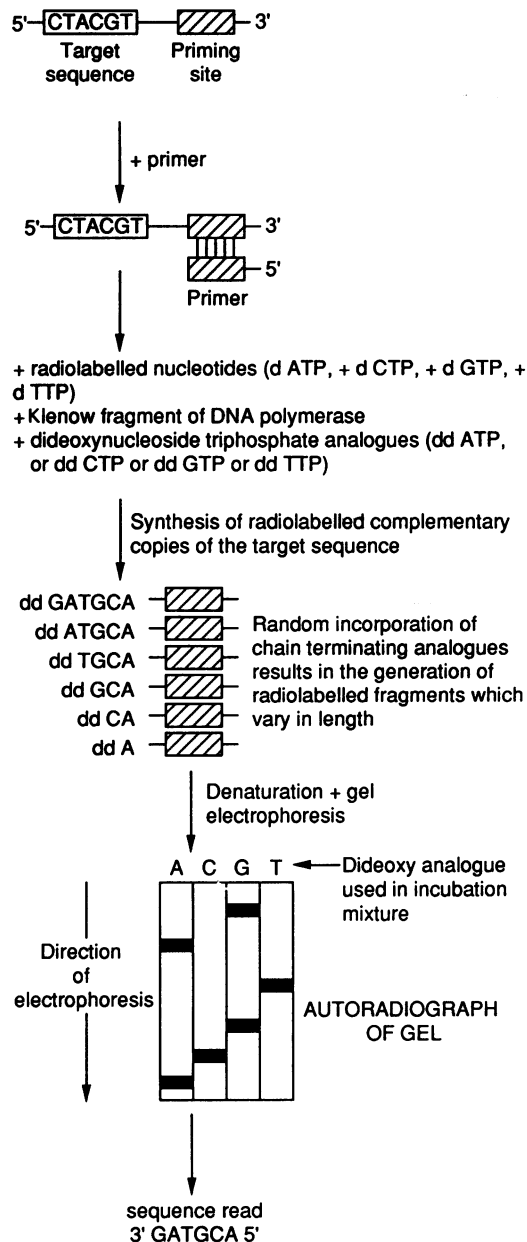 5'- CTACGT - 3'
Target Priming
sequence site
+ primer
5'- CTACGT - 3'
- 5'
Primer
+ radiolabelled nucleotides (d ATP, + d CTP, + d GTP, +
d TTP)
+ Klenow fragment of DNA polymerase
+ dideoxynucleoside triphosphate analogues (dd ATP,
or dd CTP or dd GTP or dd TTP)
Synthesis of radiolabelled complementary
copies of the target sequence
dd GATGCA
dd ATGCA
dd TGCA
dd GCA
dd CA
dd A
Random incorporation of
chain terminating analogues
results in the generation of
radiolabelled fragments which
vary in length
Denaturation + gel
electrophoresis
A C G T
Dideoxy analogue
used in incubation
mixture
Direction
of
electrophoresis
AUTORADIOGRAPH
OF GEL
sequence read
3' GATGCA 5'